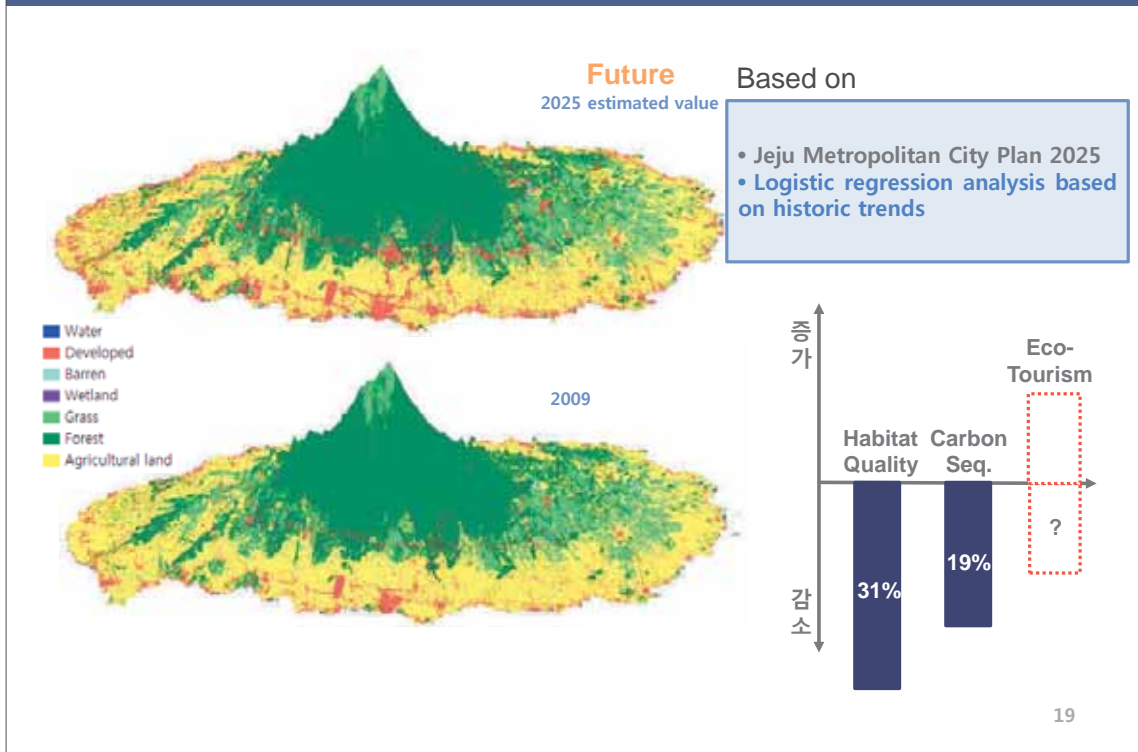 Future
2025 estimated value
Based on
• Jeju Metropolitan City Plan 2025
• Logistic regression analysis based
on historic trends
Water
Developed
Barren
Wetland
Grass
Forest
Agricultural land
2009
증
가
감
소
Habitat
Quality
Carbon
Seq.
Eco-
Tourism
31%
19%
?
19